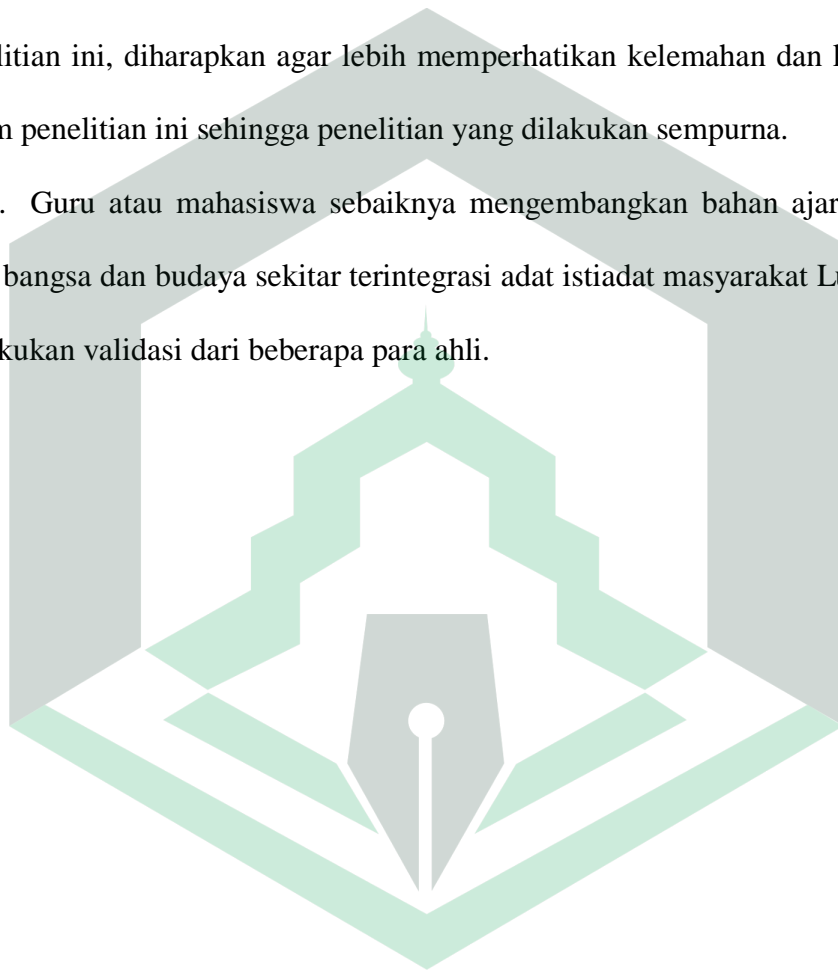 litian ini, diharapkan agar lebih memperhatikan kelemahan dan
penelitian ini sehingga penelitian yang dilakukan sempurna.
. Guru atau mahasiswa sebaiknya mengembangkan bahan ajar
bangsa dan budaya sekitar terintegrasi adat istiadat masyarakat
kukan validasi dari beberapa para ahli.